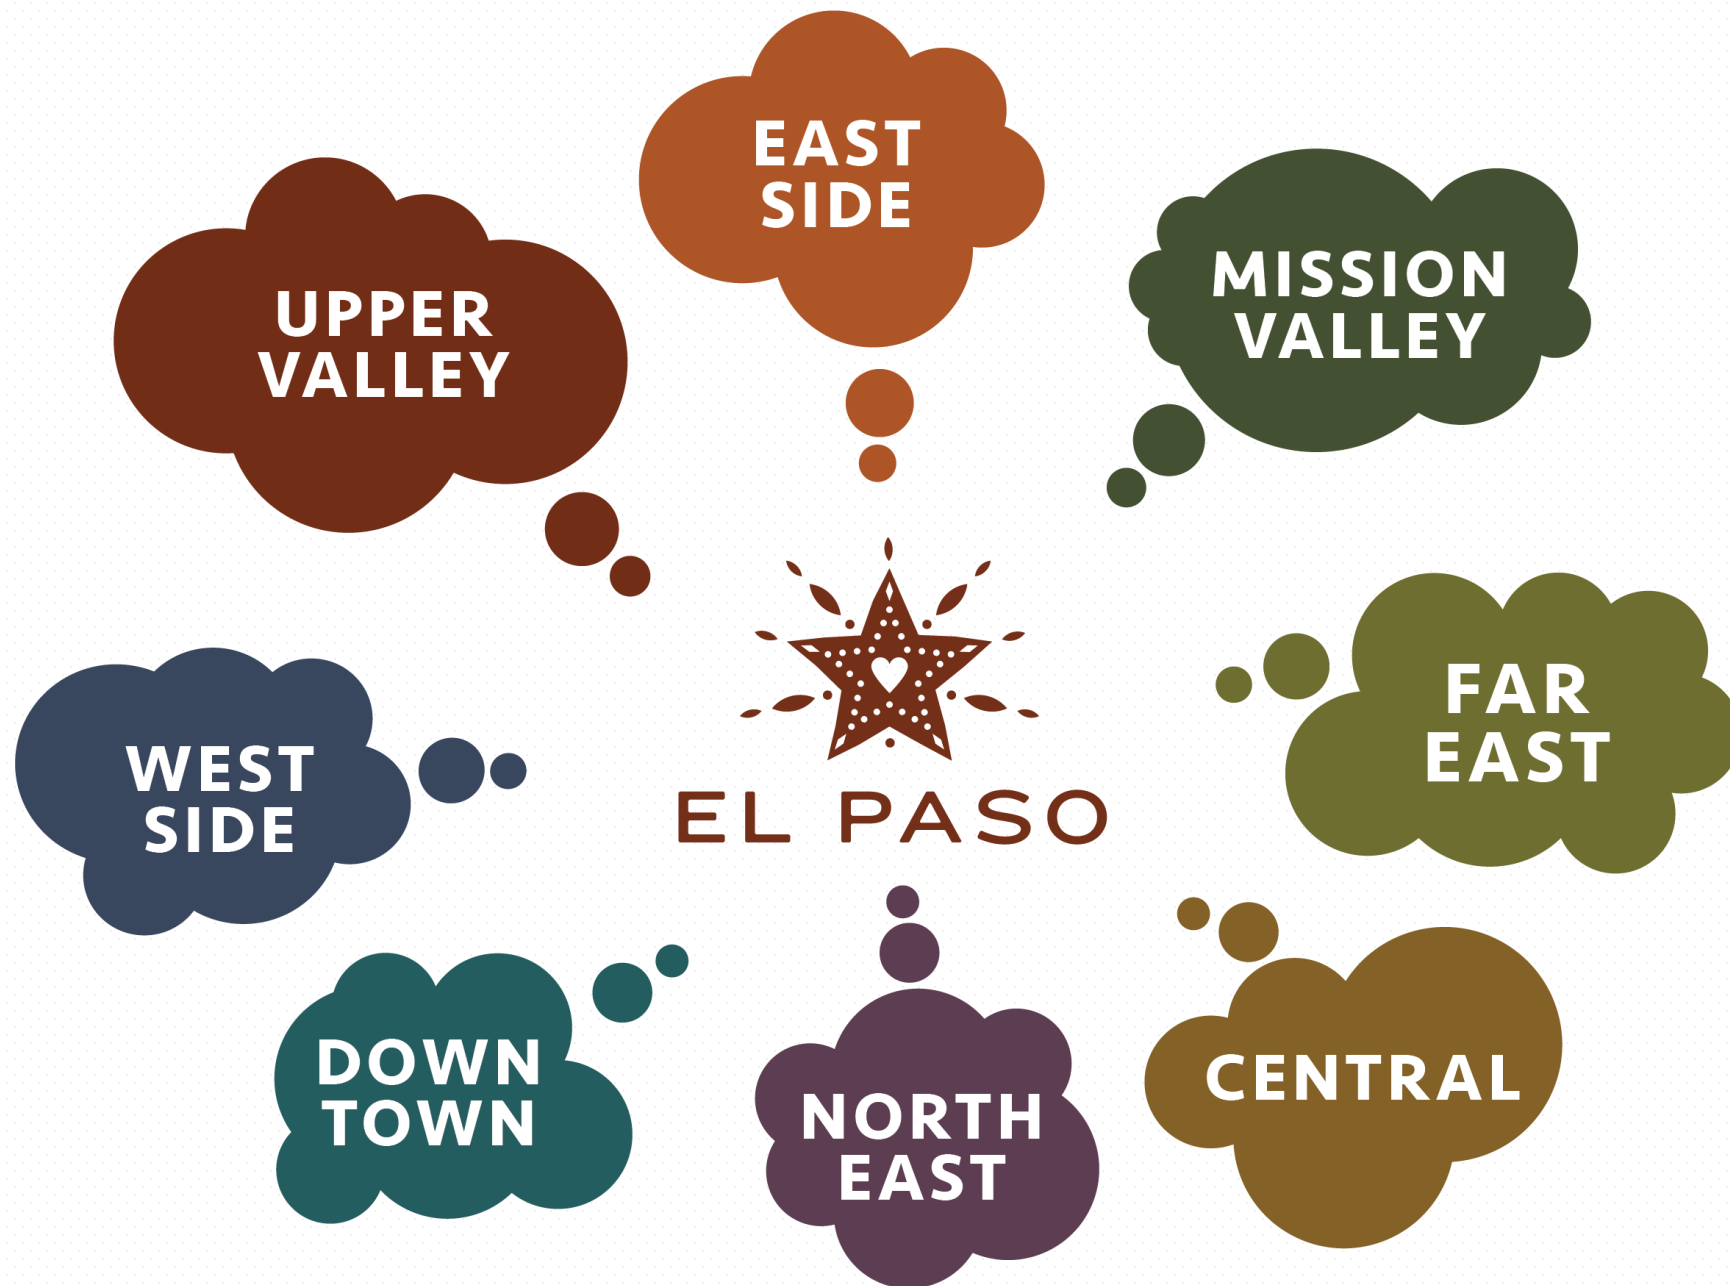 EAST
SIDE
UPPER
VALLEY
MISSION
VALLEY
FAR
EAST
WEST
SIDE
EL PASO
DOWN
TOWN
NORTH
EAST
CENTRAL